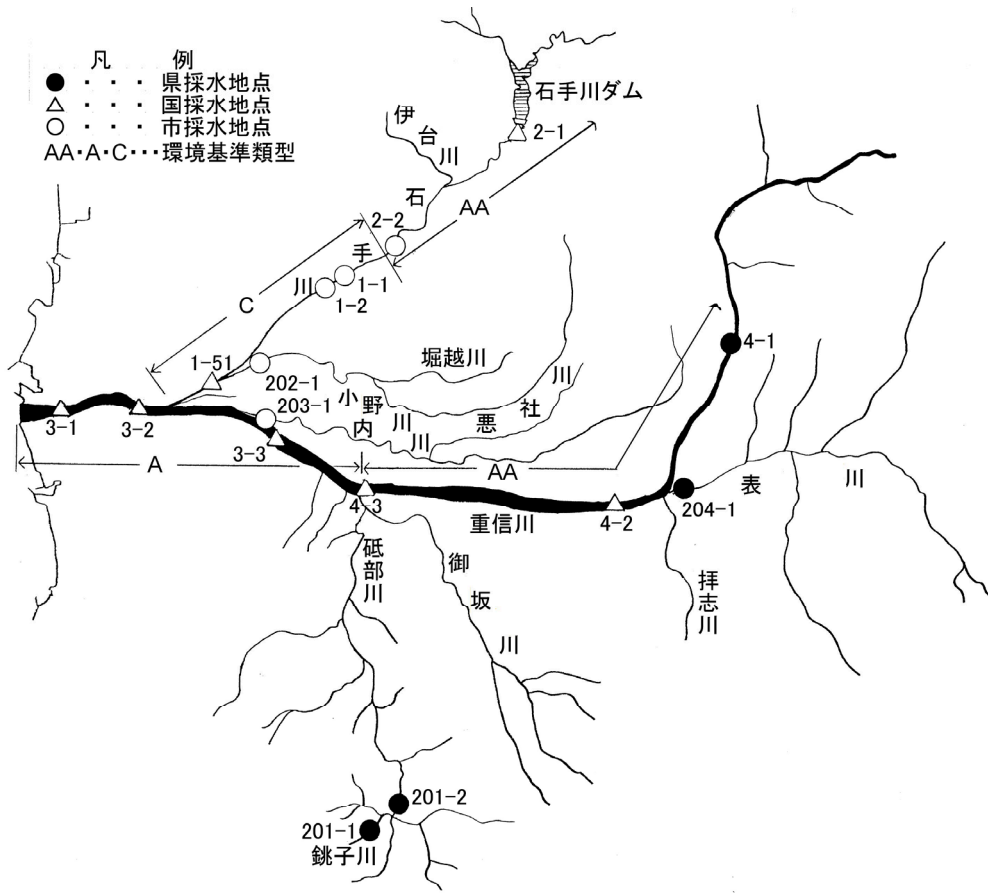 凡 例
● ・ ・ ・ 県採水地点
△ ・ ・ ・ 国採水地点
○ ・ ・ ・ 市採水地点
AA・A・C・・・環境基準類型
石手川ダム
2-1
伊台川
AA
石手川
2-2
1-1
1-2
C
4-1
堀越川
1-51
202-1
小野川
悪社川
203-1
内川
3-1
3-2
3-3
A
AA
4-3
重信川
4-2
204-1
表川
砥部川
御坂川
拝志川
201-2
201-1
銚子川